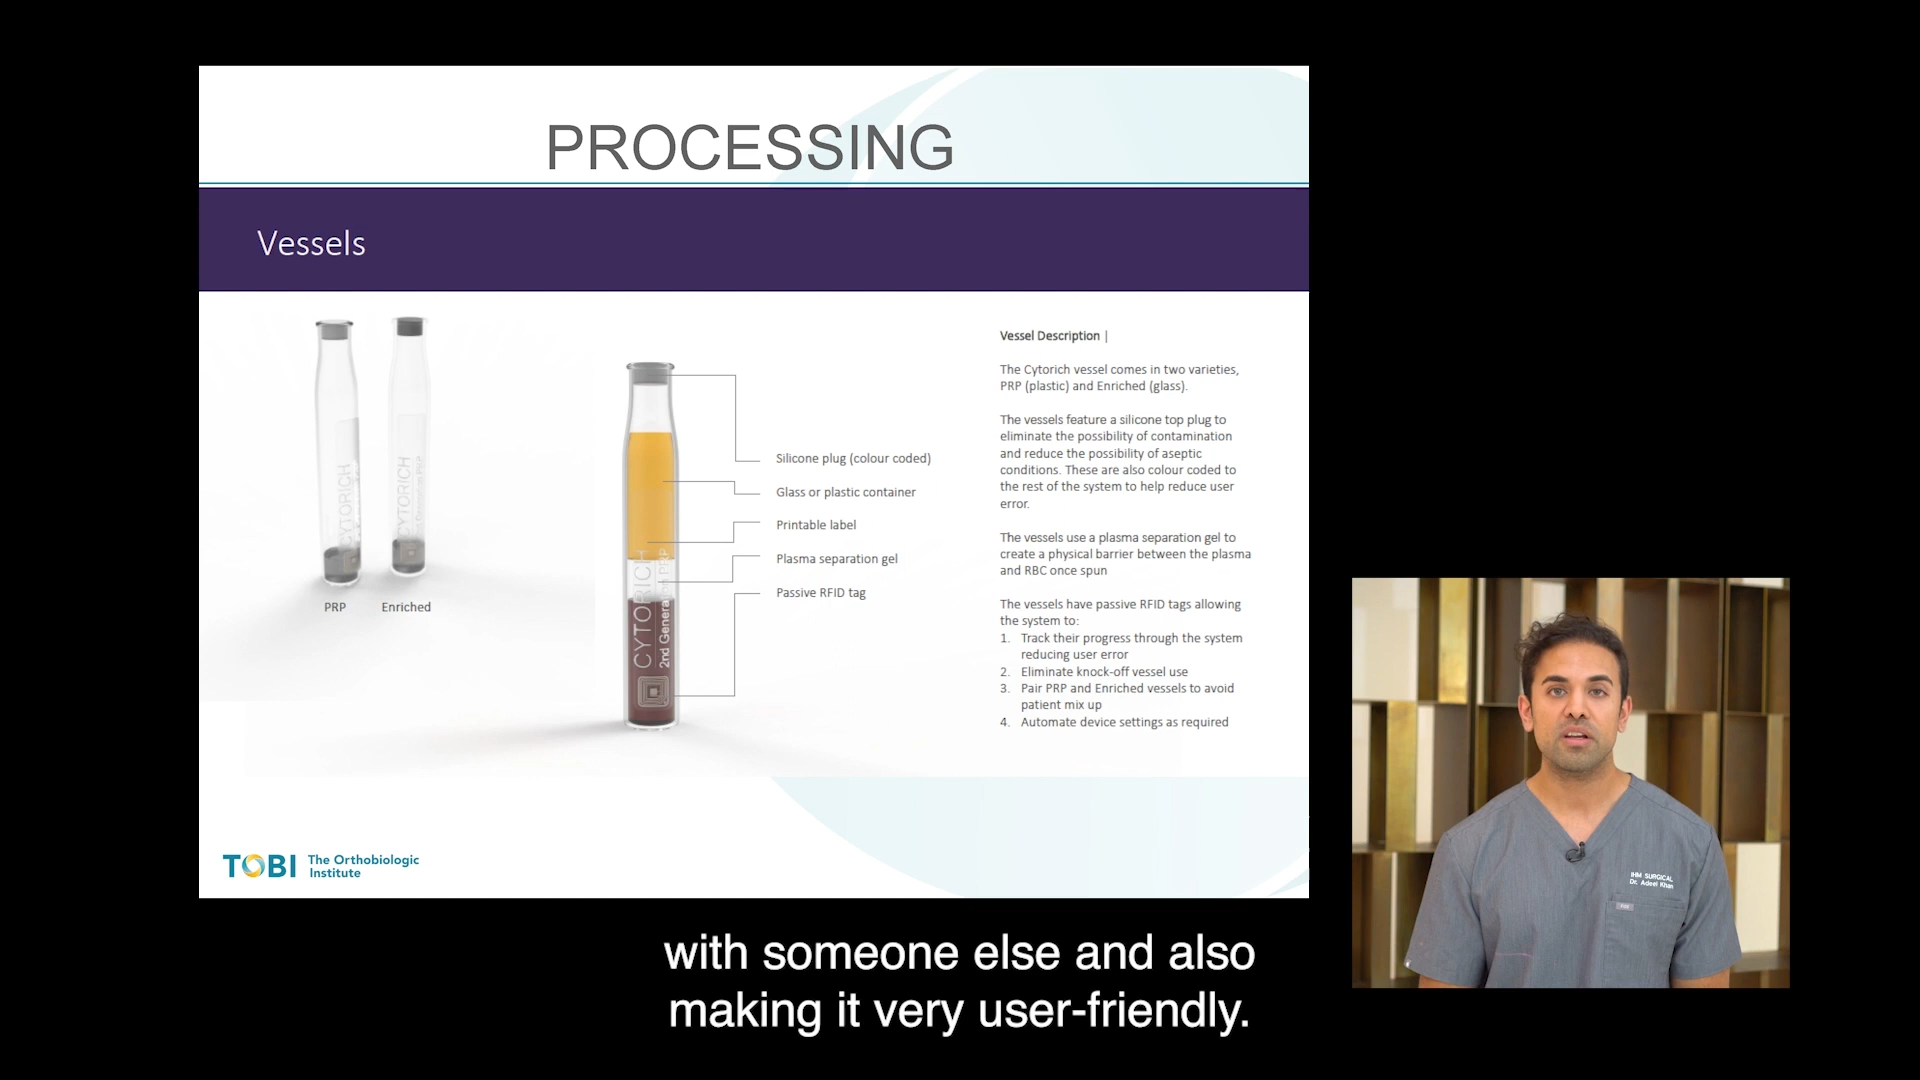 PROCESSING
Vessels
PRP
Enriched
CYTORICH
CYTORICH
CYTORICH
2nd Generation PRP
Silicone plug (colour coded)
Glass or plastic container
Printable label
Plasma separation gel
Passive RFID tag
Vessel Description |
The Cytorich vessel comes in two varieties,
PRP (plastic) and Enriched (glass).
The vessels feature a silicone top plug to
eliminate the possibility of contamination
and reduce the possibility of aseptic
conditions. These are also colour coded to
the rest of the system to help reduce user
error.
The vessels use a plasma separation gel to
create a physical barrier between the plasma
and RBC once spun
The vessels have passive RFID tags allowing
the system to:
1. Track their progress through the system
reducing user error
2. Eliminate knock-off vessel use
3. Pair PRP and Enriched vessels to avoid
patient mix up
4. Automate device settings as required
TOBI The Orthobiologic
Institute
IHM SURGICAL
Dr. Adeel Khan
with someone else and also
making it very user-friendly.